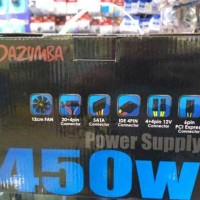 DAZUMBA
12cm FAN
20+4pin Connector
SATA Connector
IDE 4PIN Connector
4+4pin 12V Connector
6pin PCI Express Connector
Power Supply
450W